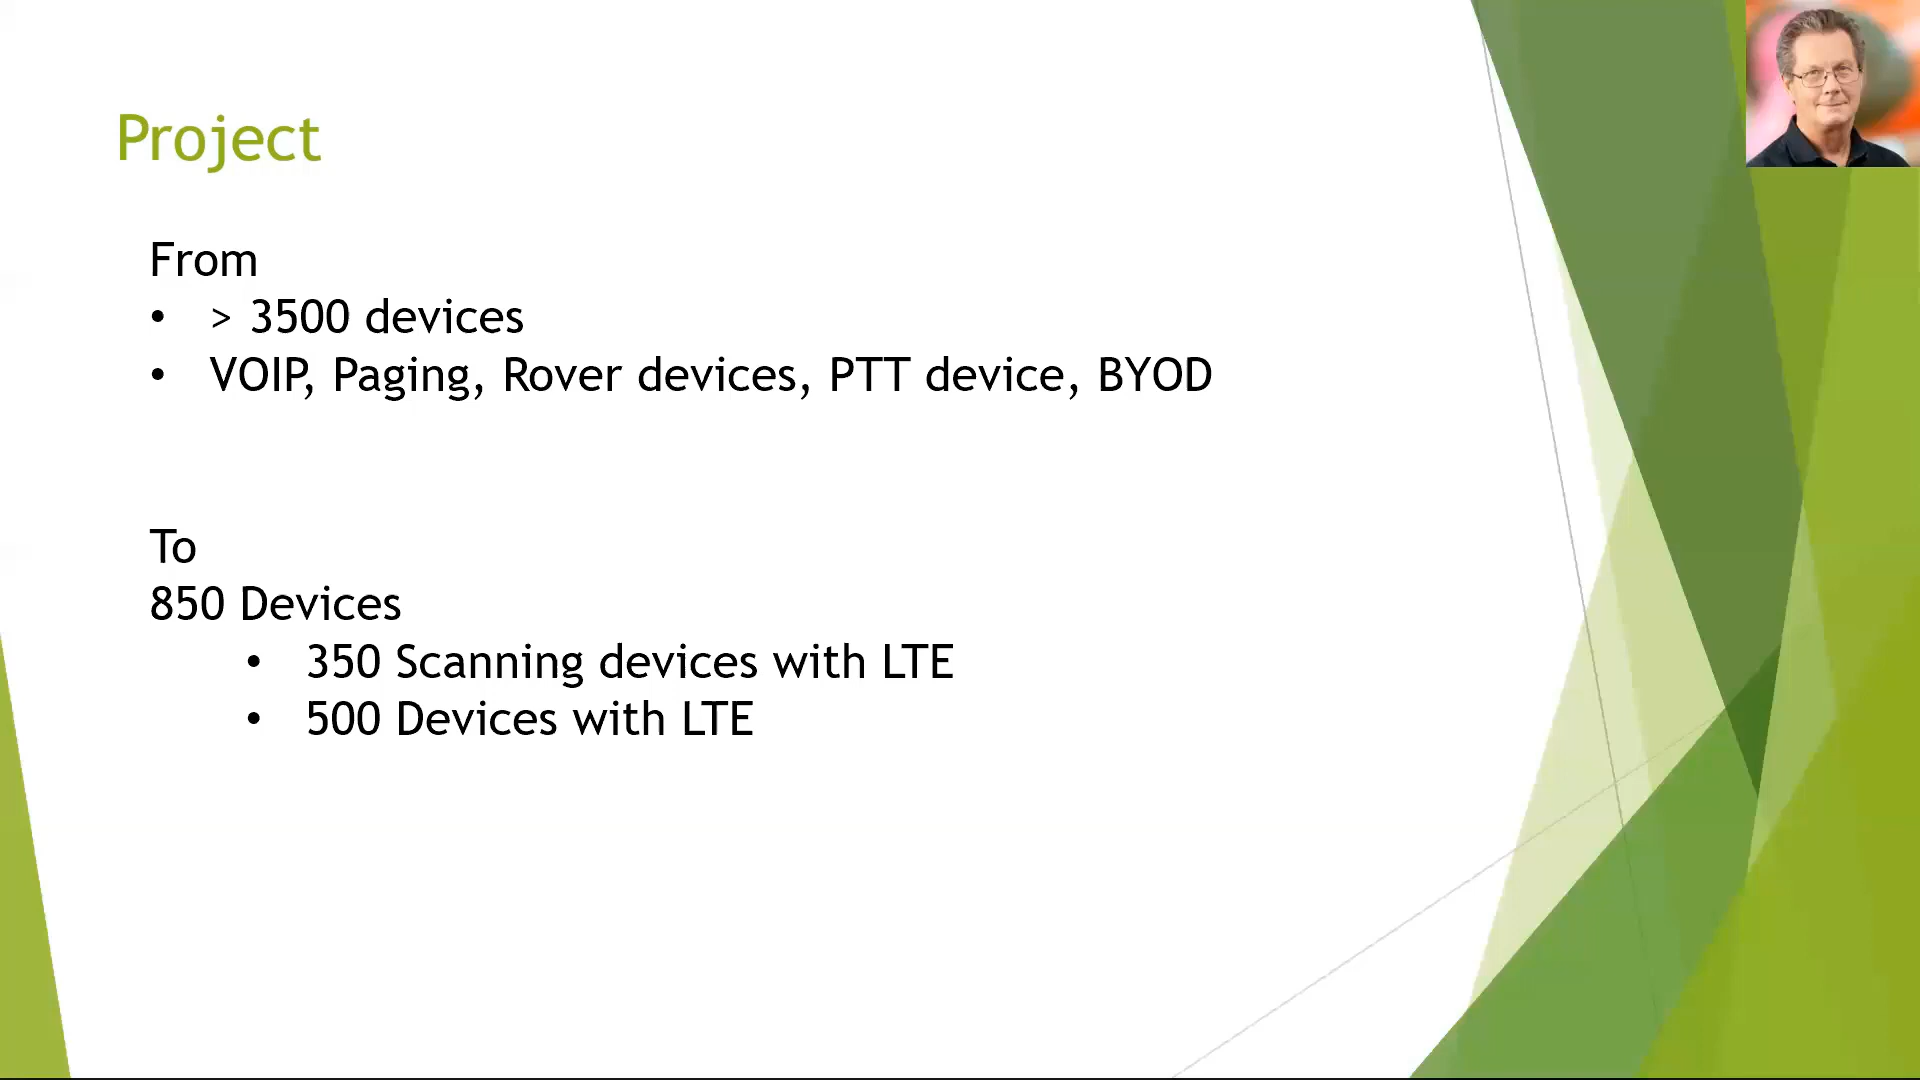 Project
From
• > 3500 devices
• VOIP, Paging, Rover devices, PTT device, BYOD
To
850 Devices
• 350 Scanning devices with LTE
• 500 Devices with LTE